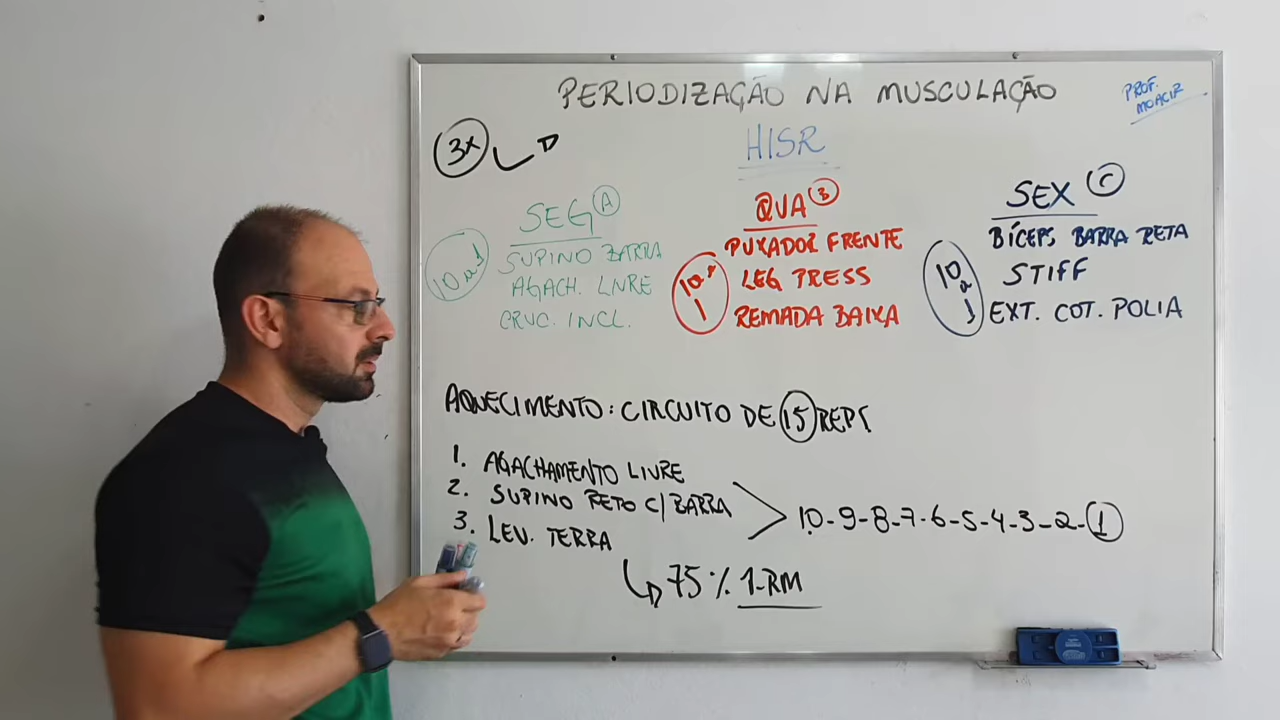 PERIODIZAÇÃO NA MUSCULAÇÃO
PROF. MOACIR
HISR
3X
SEG A
10 a 1
SUPINO BARRA
AGACH. LIVRE
CRUC. INCL.
QUA B
10 a 1
PUXADOR FRENTE
LEG PRESS
REMADA BAIXA
SEX C
10 a 1
BÍCEPS BARRA RETA
STIFF
EXT. COT. POLIA
AQUECIMENTO: CIRCUITO DE 15 REPS
1. AGACHAMENTO LIVRE
2. SUPINO RETO C/ BARRA
3. LEV. TERRA
10-9-8-7-6-5-4-3-2-1
75% 1-RM